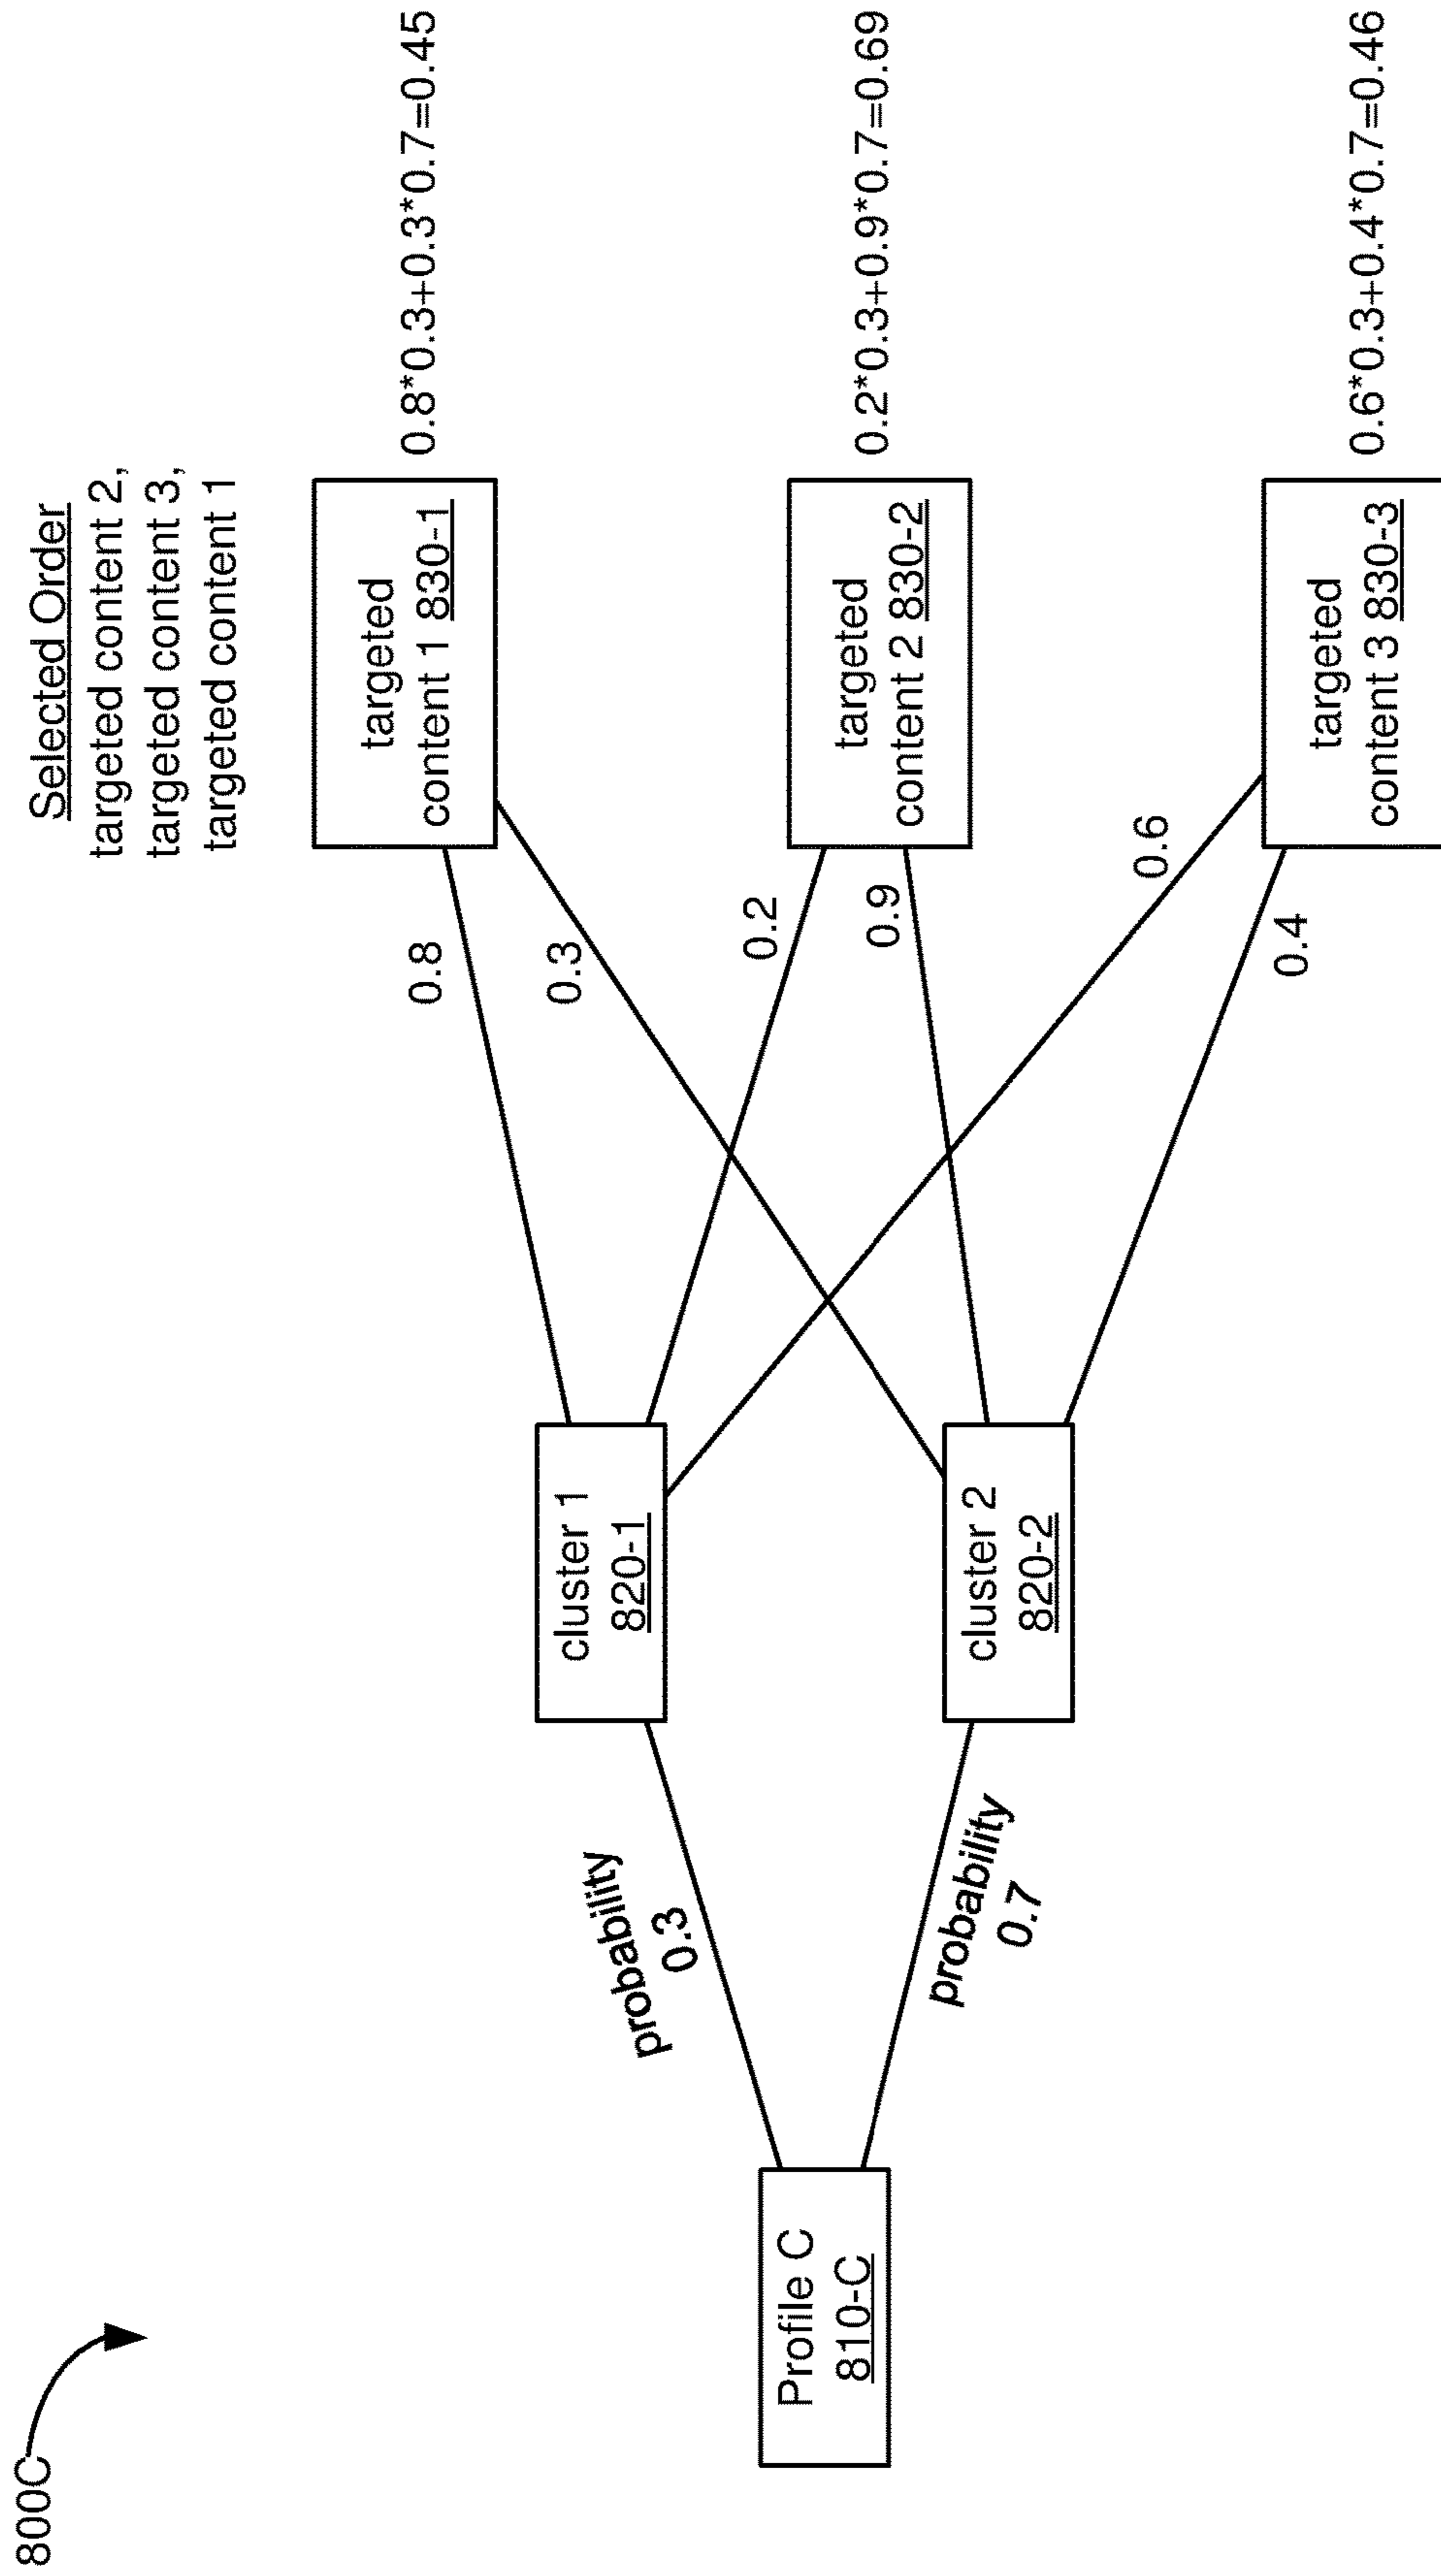 800C
Selected Order
targeted content 2,
targeted content 3,
targeted content 1
targeted
content 1 830-1
0.8*0.3+0.3*0.7=0.45
0.8
0.3
cluster 1
820-1
probability
0.3
targeted
content 2 830-2
0.2*0.3+0.9*0.7=0.69
0.2
0.9
Profile C
810-C
cluster 2
820-2
probability
0.7
0.6
0.4
targeted
content 3 830-3
0.6*0.3+0.4*0.7=0.46